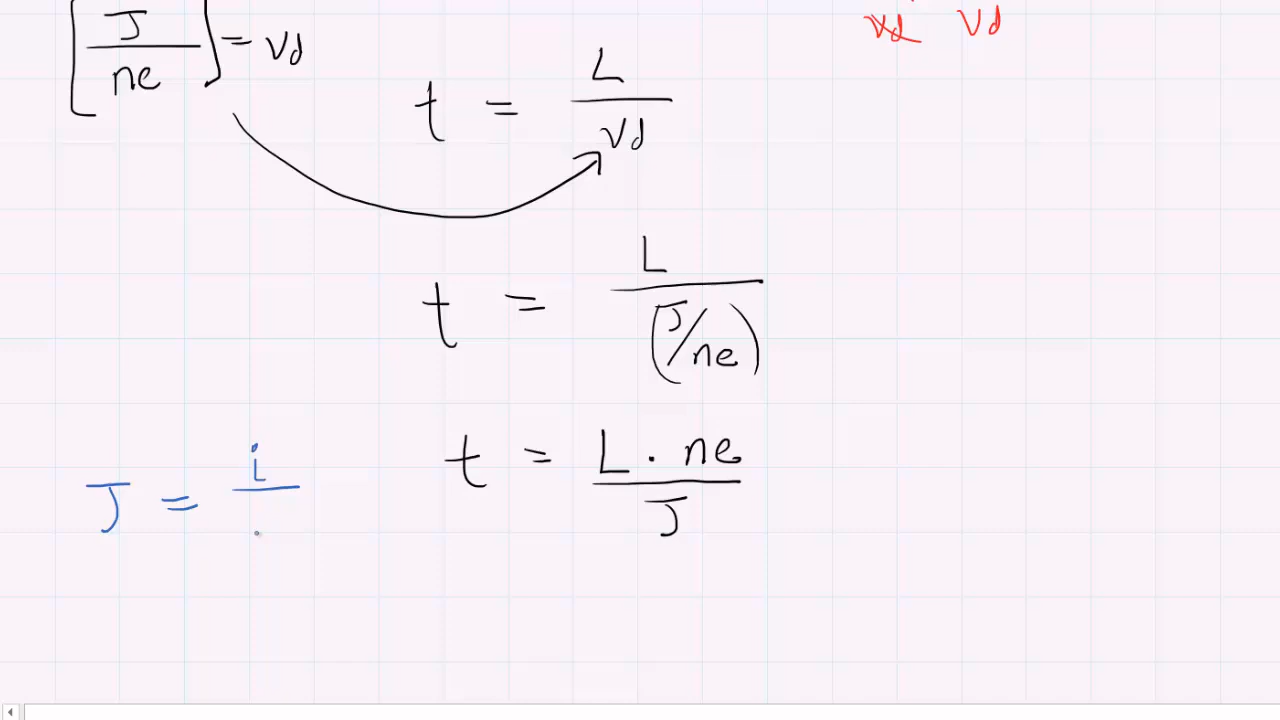 [J/ne] = vd
vd vd
t = L/vd
t = L/(J/ne)
t = L · ne/J
J = i/